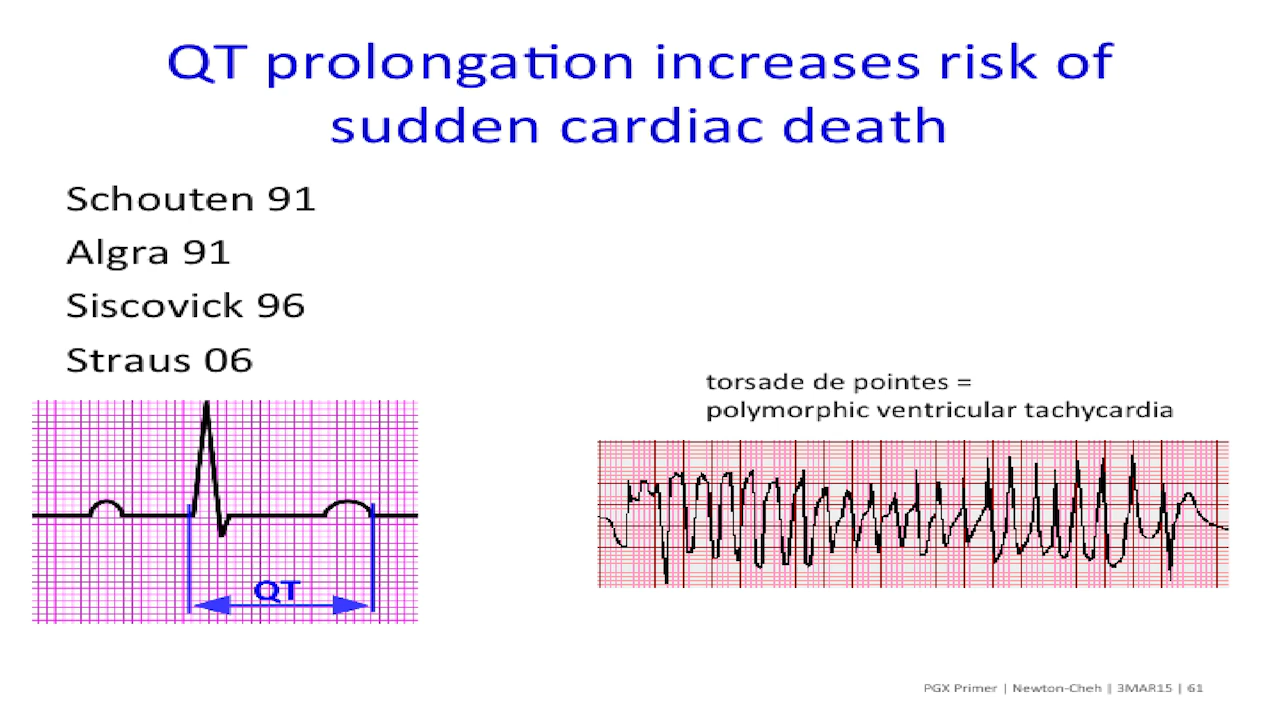 QT prolongation increases risk of
sudden cardiac death
Schouten 91
Algra 91
Siscovick 96
Straus 06
torsade de pointes =
polymorphic ventricular tachycardia
QT
PGX Primer | Newton-Cheh || 3MAR15 | 61